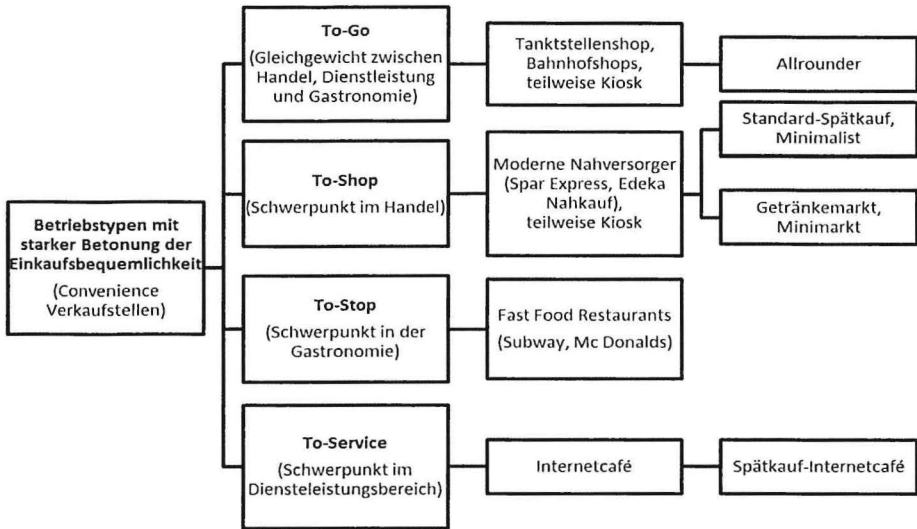 Betriebstypen mit
starker Betonung der
Einkaufsbequemlichkeit
(Convenience
Verkaufstellen)
To-Go
(Gleichgewicht zwischen
Handel, Dienstleistung
und Gastronomie)
Tanktstellenshop,
Bahnhofshops,
teilweise Kiosk
Allrounder
To-Shop
(Schwerpunkt im Handel)
Moderne Nahversorger
(Spar Express, Edeka
Nahkauf),
teilweise Kiosk
Standard-Spätkauf,
Minimalist
Getränkemarkt,
Minimarkt
To-Stop
(Schwerpunkt in der
Gastronomie)
Fast Food Restaurants
(Subway, Mc Donalds)
To-Service
(Schwerpunkt im
Diensteleistungsbereich)
Internetcafé
Spätkauf-Internetcafé